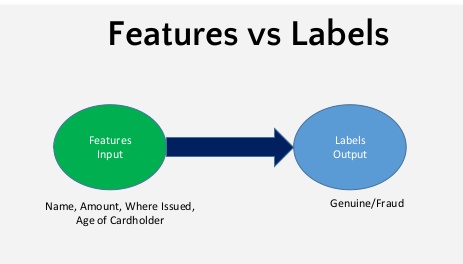 Features vs Labels
Features
Input
Labels
Output
Name, Amount, Where Issued,
Age of Cardholder
Genuine/Fraud